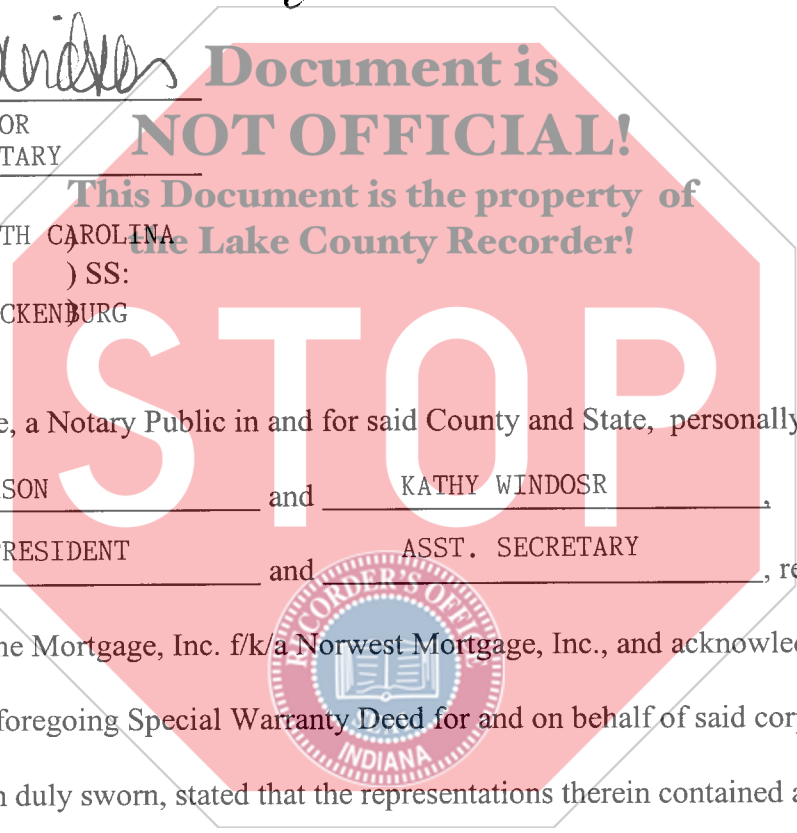 Document is
OR
NOT OFFICIAL!
TARY
This Document is the property of
TH CAROLINA )
the Lake County Recorder!
) SS:
CKENBURG )
STOP
e, a Notary Public in and for said County and State, personally
SON and KATHY WINDOSR ,
RESIDENT and ASST. SECRETARY , re
RECORDER'S OFFICE
ne Mortgage, Inc. f/k/a Norwest Mortgage, Inc., and acknowled
foregoing Special Warranty Deed for and on behalf of said cor
INDIANA
n duly sworn, stated that the representations therein contained a